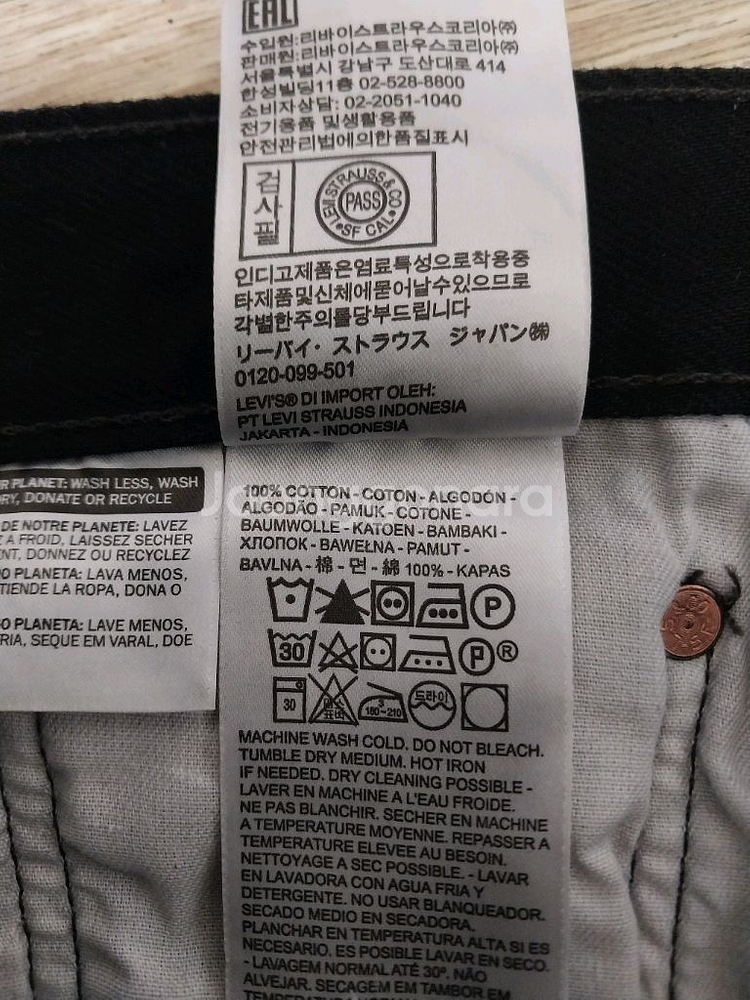 EAC
수입원:리바이스트라우스코리아㈜
판매원:리바이스트라우스코리아㈜
서울특별시 강남구 도산대로 414
한성빌딩11층 02-528-8800
소비자상담: 02-2051-1040
전기용품 및생활용품
안전관리법에의한품질표시
검사필
LEVI STRAUSS & CO
PASS
SF CAL
인디고제품은염료특성으로착용중
타제품및신체에묻어날수있으므로
각별한주의를당부드립니다
リーバイ・ストラウス ジャパン㈱
0120-099-501
LEVI'S® DI IMPORT OLEH:
PT LEVI STRAUSS INDONESIA
JAKARTA - INDONESIA
R PLANET: WASH LESS, WASH
RY, DONATE OR RECYCLE
DE NOTRE PLANETE: LAVEZ
A FROID, LAISSEZ SECHER
ENT, DONNEZ OU RECYCLEZ
O PLANETA: LAVA MENOS,
TIENDE LA ROPA, DONA O
O PLANETA: LAVE MENOS,
RIA, SEQUE EM VARAL, DOE
100% COTTON - COTON - ALGODÓN -
ALGODÃO - PAMUK - COTONE -
BAUMWOLLE - KATOEN - BAMBAKI -
ХЛОПОК - BAWEŁNA - PAMUT -
BAVLNA - 棉 - 면 - 綿 100% - KAPAS
P
30 P ®
30 표백 3 180~210 드라이
MACHINE WASH COLD. DO NOT BLEACH.
TUMBLE DRY MEDIUM. HOT IRON
IF NEEDED. DRY CLEANING POSSIBLE -
LAVER EN MACHINE A L'EAU FROIDE.
NE PAS BLANCHIR. SECHER EN MACHINE
A TEMPERATURE MOYENNE. REPASSER A
TEMPERATURE ELEVEE AU BESOIN.
NETTOYAGE A SEC POSSIBLE. - LAVAR
EN LAVADORA CON AGUA FRIA Y
DETERGENTE. NO USAR BLANQUEADOR.
SECADO MEDIO EN SECADORA.
PLANCHAR EN TEMPERATURA ALTA SI ES
NECESARIO. ES POSIBLE LAVAR EN SECO.
- LAVAGEM NORMAL ATÉ 30º. NÃO
ALVEJAR. SECAGEM EM TAMBOR EM